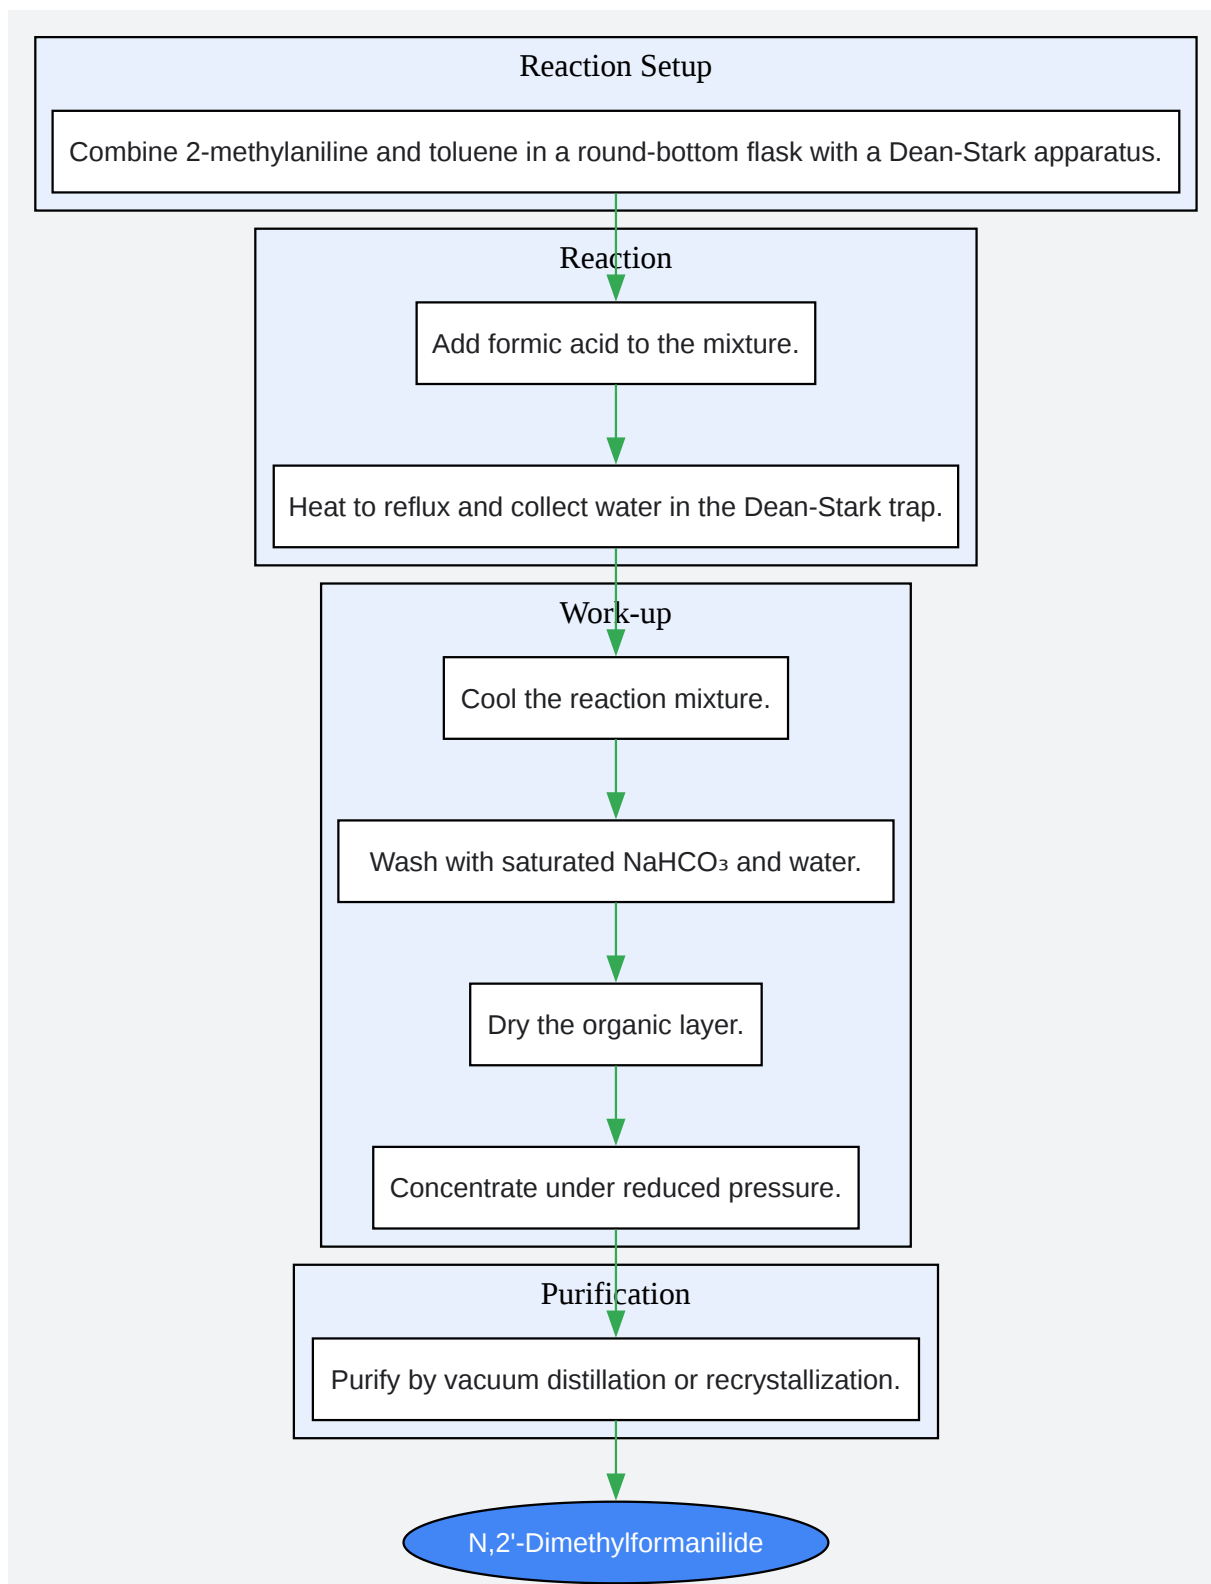 Reaction Setup
Combine 2-methylaniline and toluene in a round-bottom flask with a Dean-Stark apparatus.
Reaction
Add formic acid to the mixture.
Heat to reflux and collect water in the Dean-Stark trap.
Work-up
Cool the reaction mixture.
Wash with saturated NaHCO₃ and water.
Dry the organic layer.
Concentrate under reduced pressure.
Purification
Purify by vacuum distillation or recrystallization.
N,2'-Dimethylformanilide